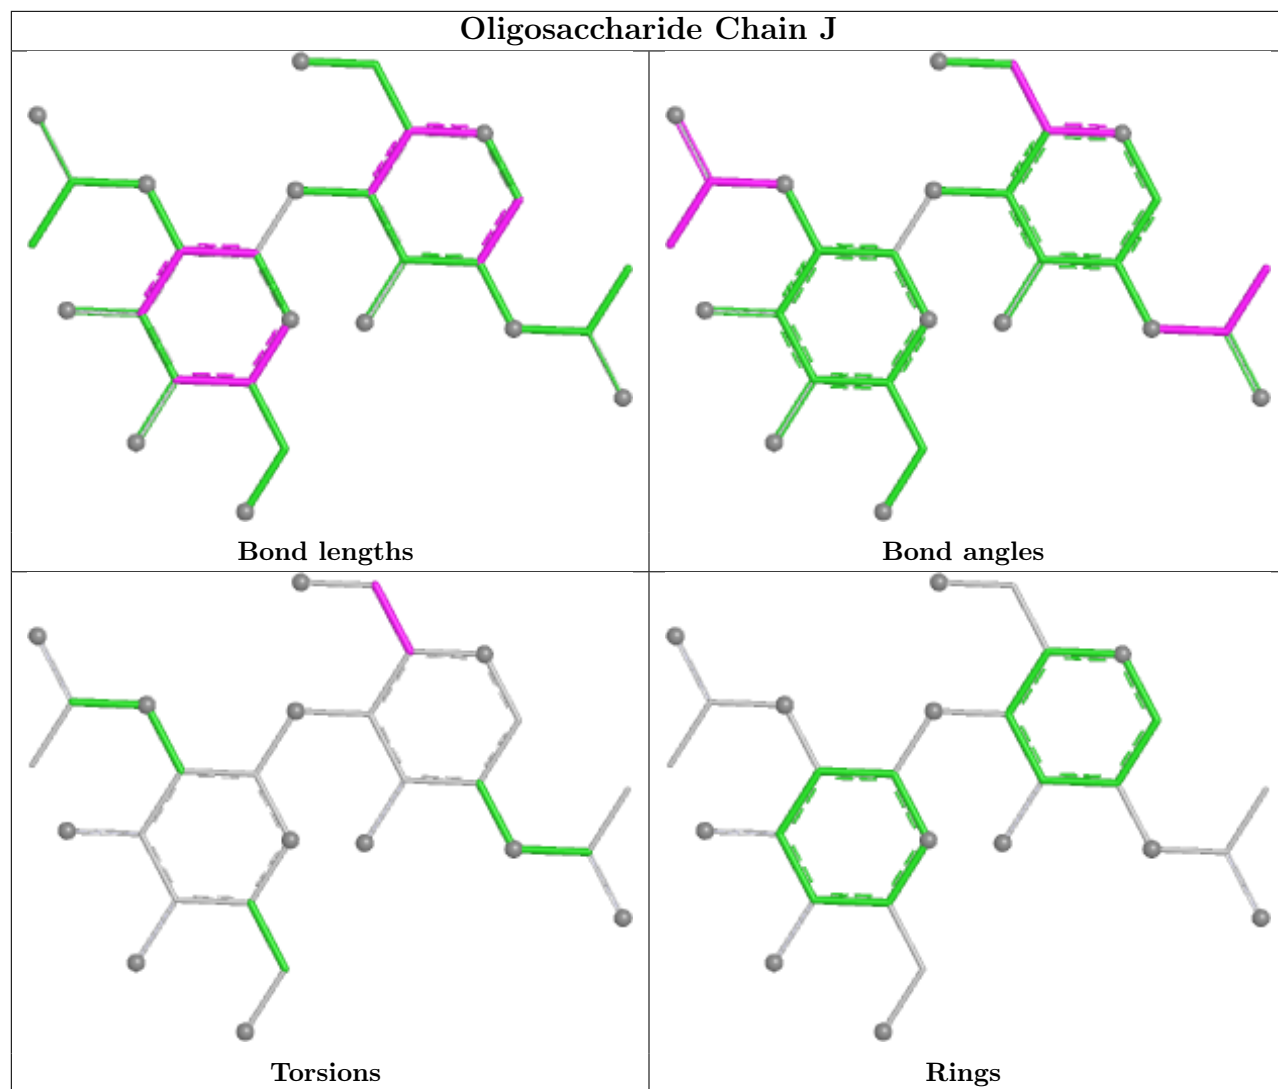 Oligosaccharide Chain J
Bond lengths
Bond angles
Torsions
Rings